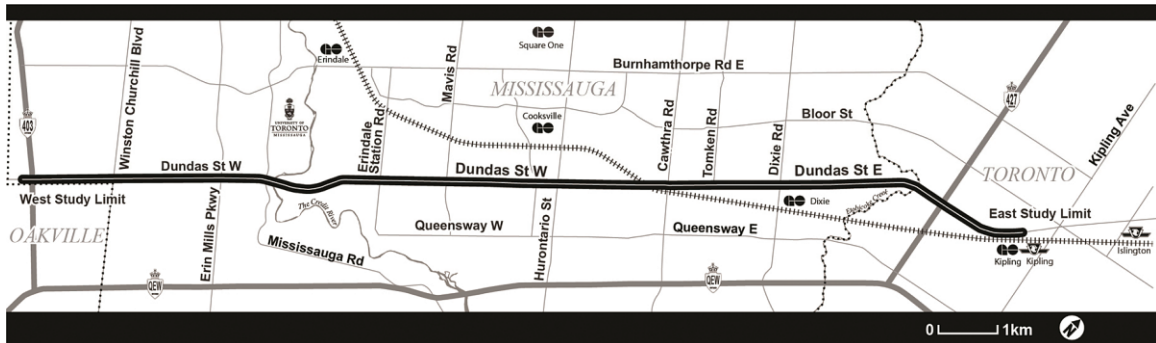 Square One
Erindale
Burnhamthorpe Rd E
MISSISSAUGA
427
403
Winston Churchill Blvd
UNIVERSITY OF
TORONTO
MISSISSAUGA
Erindale
Station Rd
Mavis Rd
Cooksville
Cawthra Rd
Tomken Rd
Dixie Rd
Bloor St
Kipling Ave
Dundas St W
Dundas St W
Dundas St E
TORONTO
West Study Limit
OAKVILLE
Erin Mills Pkwy
The Credit River
Mississauga Rd
Queensway W
Hurontario St
Queensway E
Dixie
Etobicoke Creek
East Study Limit
Kipling
Kipling
Islington
QEW
QEW
0 1km
N